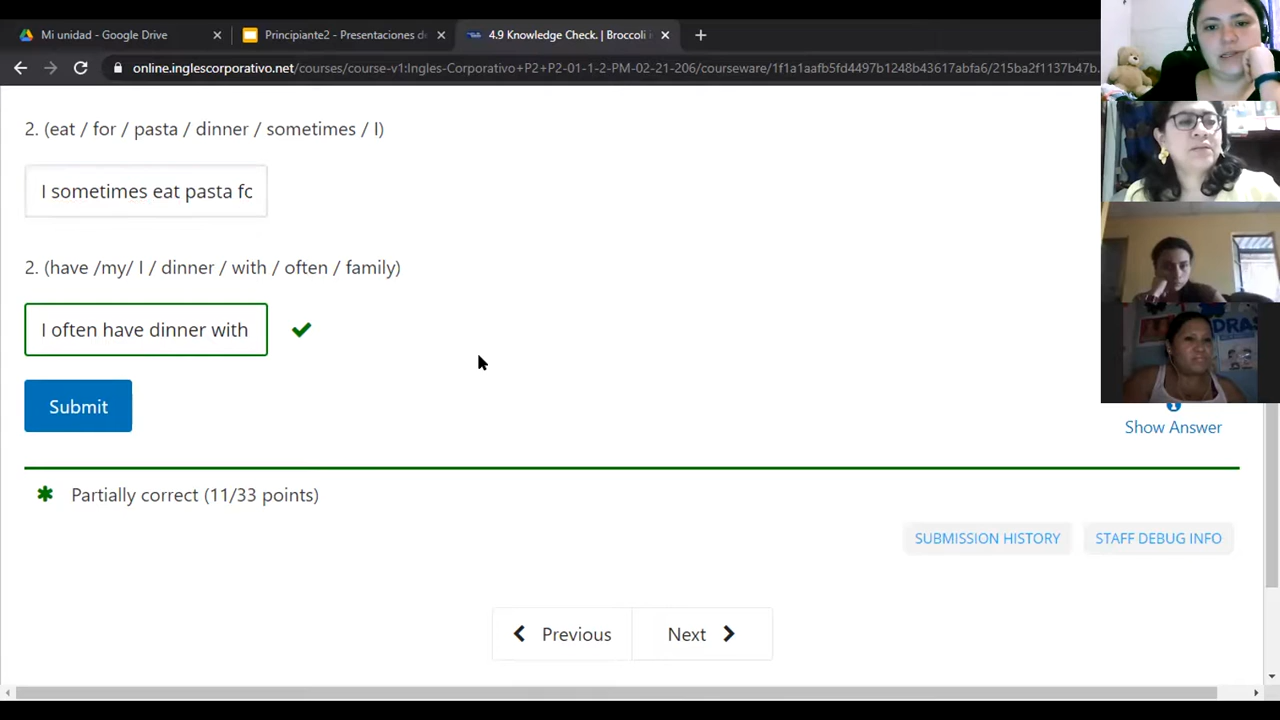 Mi unidad - Google Drive
Principiante2 - Presentaciones de
4.9 Knowledge Check. | Broccoli i
online.inglescorporativo.net/courses/course-v1:Ingles-Corporativo+P2+P2-01-1-2-PM-02-21-206/courseware/1f1a1aafb5fd4497b1248b43617abfa6/215ba2f1137b47b
2. (eat / for / pasta / dinner / sometimes / I)
I sometimes eat pasta fo
2. (have /my/ I / dinner / with / often / family)
I often have dinner with
Submit
Show Answer
Partially correct (11/33 points)
SUBMISSION HISTORY
STAFF DEBUG INFO
Previous
Next